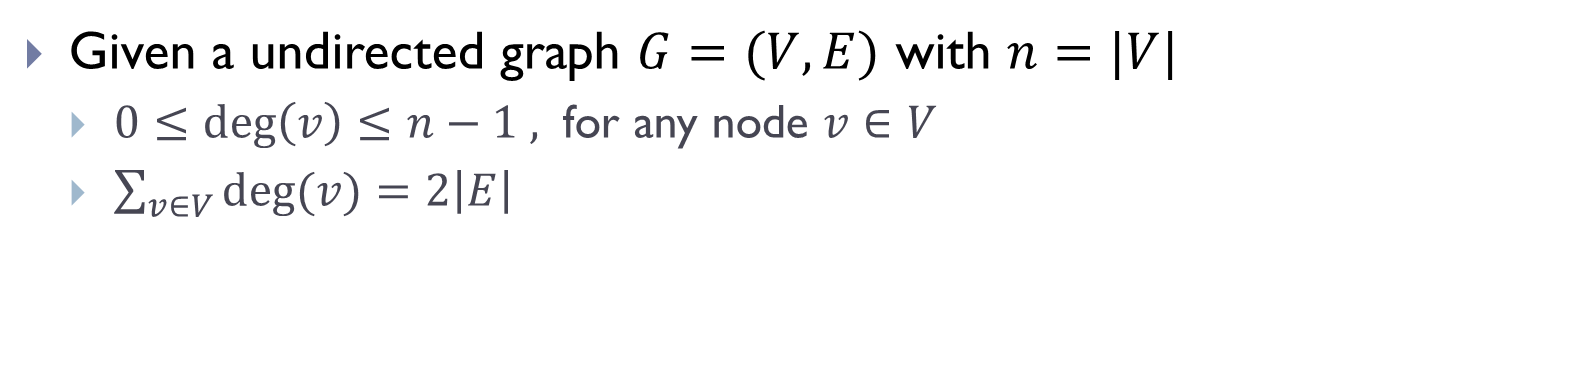 Given a undirected graph G = (V, E) with n = |V|
0 ≤ deg(v) ≤ n − 1 , for any node v ∈ V
∑v∈V deg(v) = 2|E|